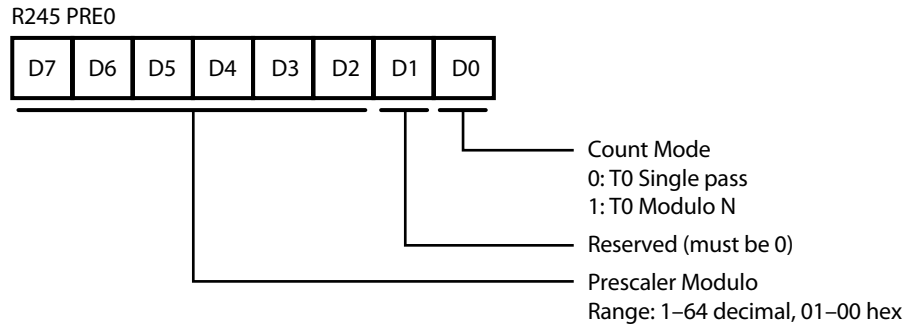 R245 PRE0
D7 D6 D5 D4 D3 D2 D1 D0
Count Mode
0: T0 Single pass
1: T0 Modulo N
Reserved (must be 0)
Prescaler Modulo
Range: 1–64 decimal, 01–00 hex